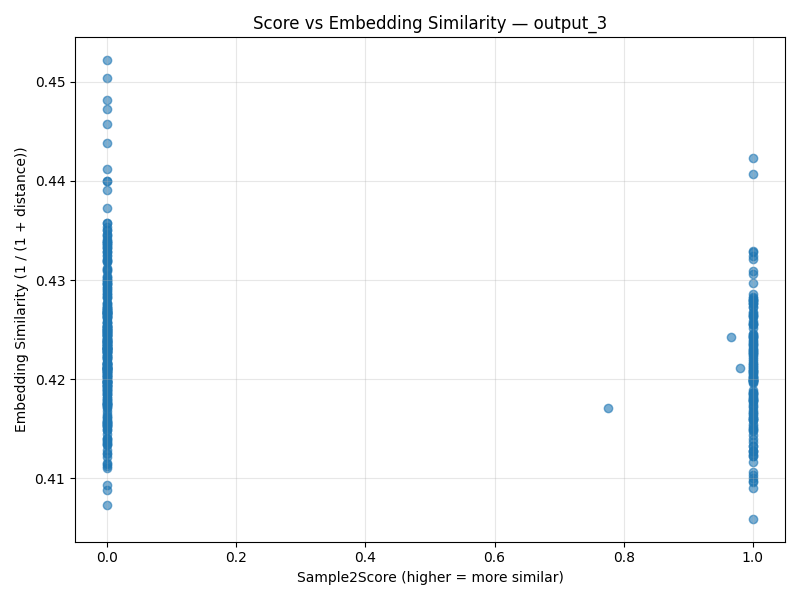 Score vs Embedding Similarity — output_3
Embedding Similarity (1 / (1 + distance))
0.45
0.44
0.43
0.42
0.41
0.0 0.2 0.4 0.6 0.8 1.0
Sample2Score (higher = more similar)